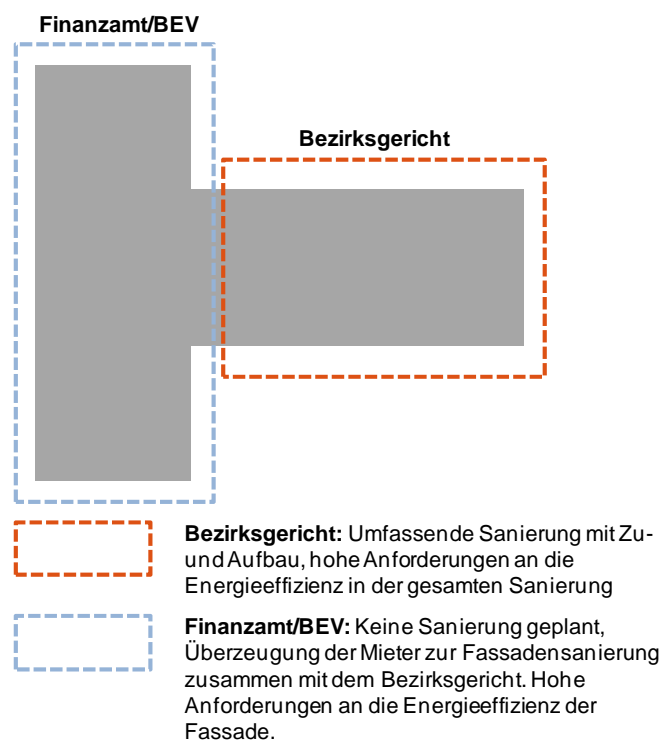 Finanzamt/BEV
Bezirksgericht
Bezirksgericht: Umfassende Sanierung mit Zu-
und Aufbau, hohe Anforderungen an die
Energieeffizienz in der gesamten Sanierung
Finanzamt/BEV: Keine Sanierung geplant,
Überzeugung der Mieter zur Fassadensanierung
zusammen mit dem Bezirksgericht. Hohe
Anforderungen an die Energieeffizienz der
Fassade.